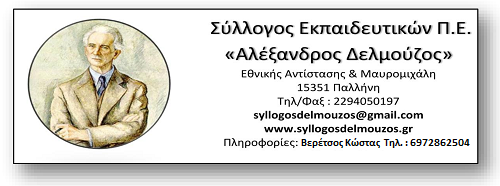 Σύλλογος Εκπαιδευτικών Π.Ε.
«Αλέξανδρος Δελμούζος»
Εθνικής Αντίστασης & Μαυρομιχάλη
15351 Παλλήνη
Τηλ/Φαξ : 2294050197
syllogosdelmouzos@gmail.com
www.syllogosdelmouzos.gr
Πληροφορίες: Βερέτσος Κώστας Τηλ. : 6972862504